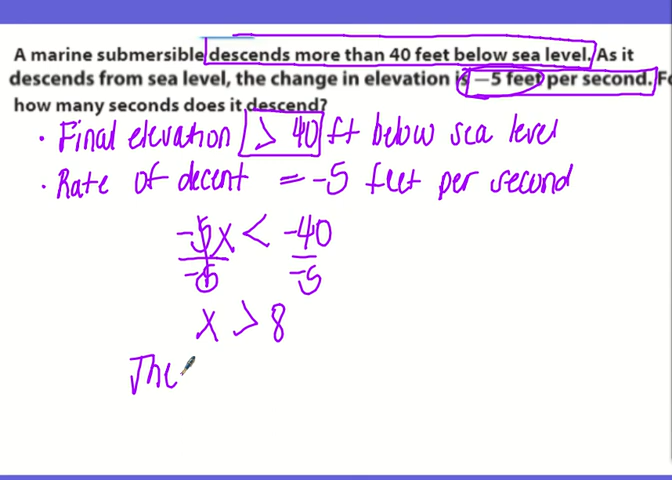 A marine submersible descends more than 40 feet below sea level. As it
descends from sea level, the change in elevation is −5 feet per second. Fo
how many seconds does it descend?
• Final elevation > 40 ft below sea level
• Rate of decent = -5 feet per second
-5x < -40
-5 -5
x > 8
The